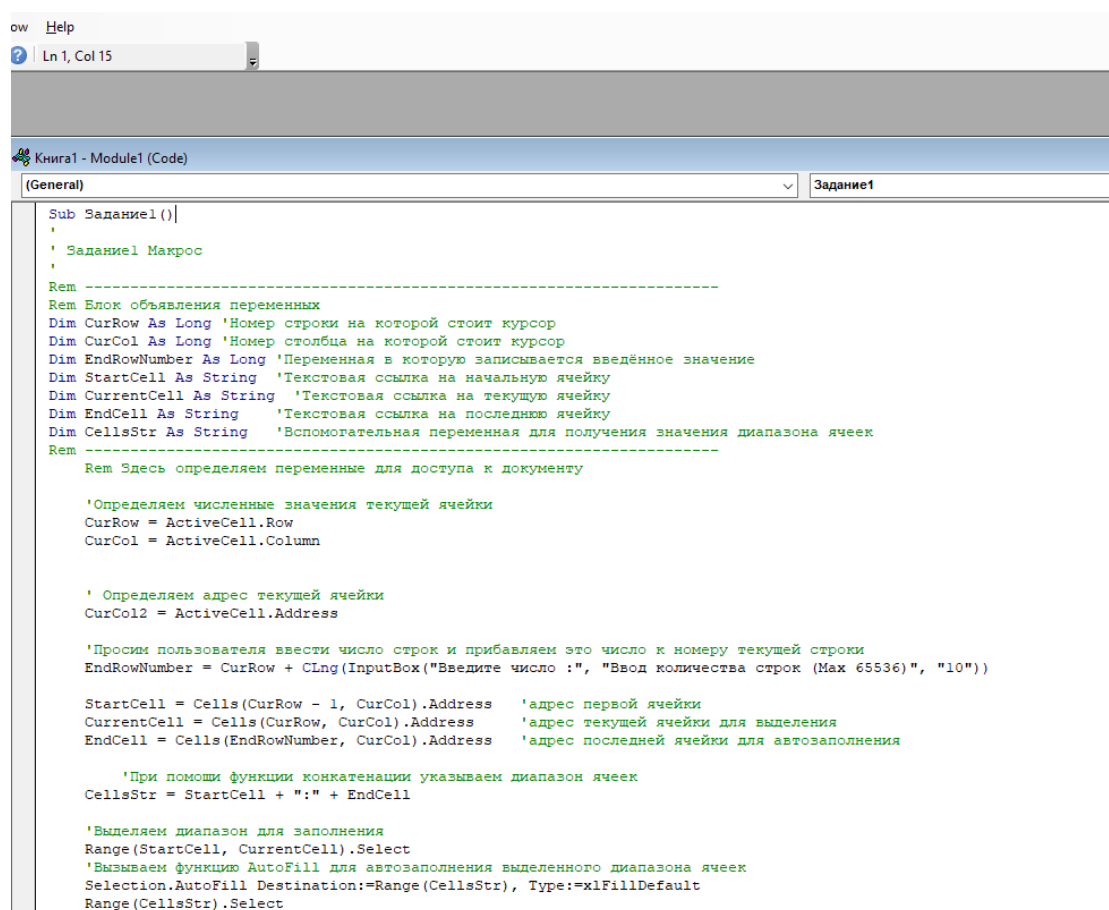 ow Help
Ln 1, Col 15
Книга1 - Module1 (Code)
(General) Задание1
Sub Задание1()
'
' Задание1 Макрос
'
Rem ----------------------------------------------------------------------
Rem Блок объявления переменных
Dim CurRow As Long 'Номер строки на которой стоит курсор
Dim CurCol As Long 'Номер столбца на которой стоит курсор
Dim EndRowNumber As Long 'Переменная в которую записывается введённое значение
Dim StartCell As String 'Текстовая ссылка на начальную ячейку
Dim CurrentCell As String 'Текстовая ссылка на текущую ячейку
Dim EndCell As String 'Текстовая ссылка на последнюю ячейку
Dim CellsStr As String 'Вспомогательная переменная для получения значения диапазона ячеек
Rem ----------------------------------------------------------------------
Rem Здесь определяем переменные для доступа к документу
'Определяем численные значения текущей ячейки
CurRow = ActiveCell.Row
CurCol = ActiveCell.Column
' Определяем адрес текущей ячейки
CurCol2 = ActiveCell.Address
'Просим пользователя ввести число строк и прибавляем это число к номеру текущей строки
EndRowNumber = CurRow + CLng(InputBox("Введите число :", "Ввод количества строк (Max 65536)", "10"))
StartCell = Cells(CurRow - 1, CurCol).Address 'адрес первой ячейки
CurrentCell = Cells(CurRow, CurCol).Address 'адрес текущей ячейки для выделения
EndCell = Cells(EndRowNumber, CurCol).Address 'адрес последней ячейки для автозаполнения
'При помощи функции конкатенации указываем диапазон ячеек
CellsStr = StartCell + ":" + EndCell
'Выделяем диапазон для заполнения
Range(StartCell, CurrentCell).Select
'Вызываем функцию AutoFill для автозаполнения выделенного диапазона ячеек
Selection.AutoFill Destination:=Range(CellsStr), Type:=xlFillDefault
Range(CellsStr).Select